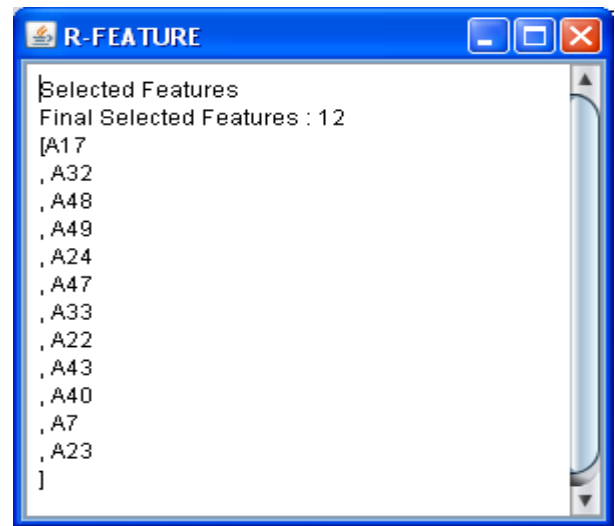 R-FEATURE
Selected Features
Final Selected Features : 12
[A17
, A32
, A48
, A49
, A24
, A47
, A33
, A22
, A43
, A40
, A7
, A23
]